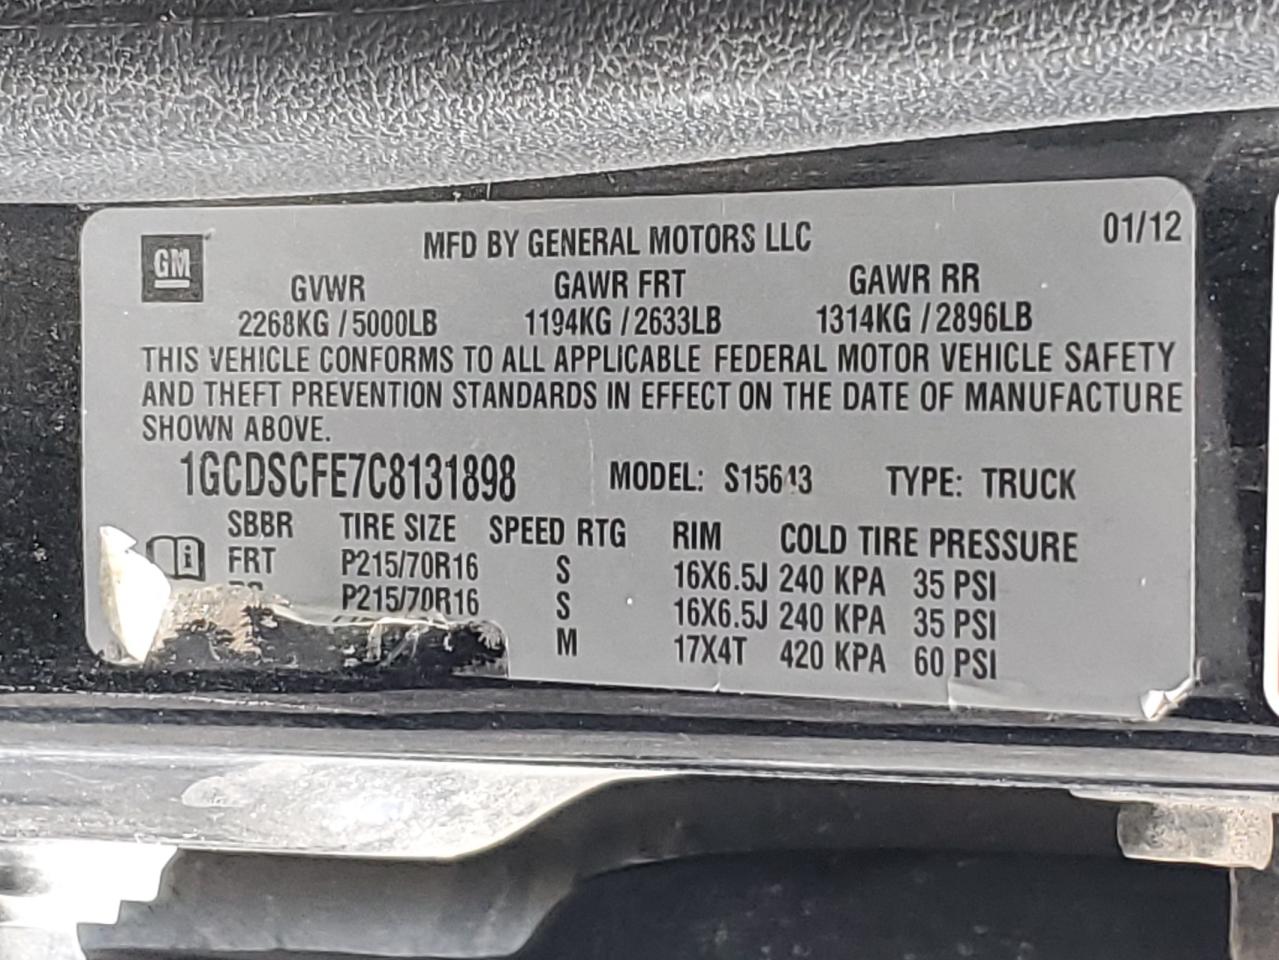 GM
MFD BY GENERAL MOTORS LLC 01/12
GVWR GAWR FRT GAWR RR
2268KG / 5000LB 1194KG / 2633LB 1314KG / 2896LB
THIS VEHICLE CONFORMS TO ALL APPLICABLE FEDERAL MOTOR VEHICLE SAFETY
AND THEFT PREVENTION STANDARDS IN EFFECT ON THE DATE OF MANUFACTURE
SHOWN ABOVE.
1GCDSCFE7C8131898 MODEL: S15643 TYPE: TRUCK
SBBR TIRE SIZE SPEED RTG RIM COLD TIRE PRESSURE
FRT P215/70R16 S 16X6.5J 240 KPA 35 PSI
P215/70R16 S 16X6.5J 240 KPA 35 PSI
M 17X4T 420 KPA 60 PSI